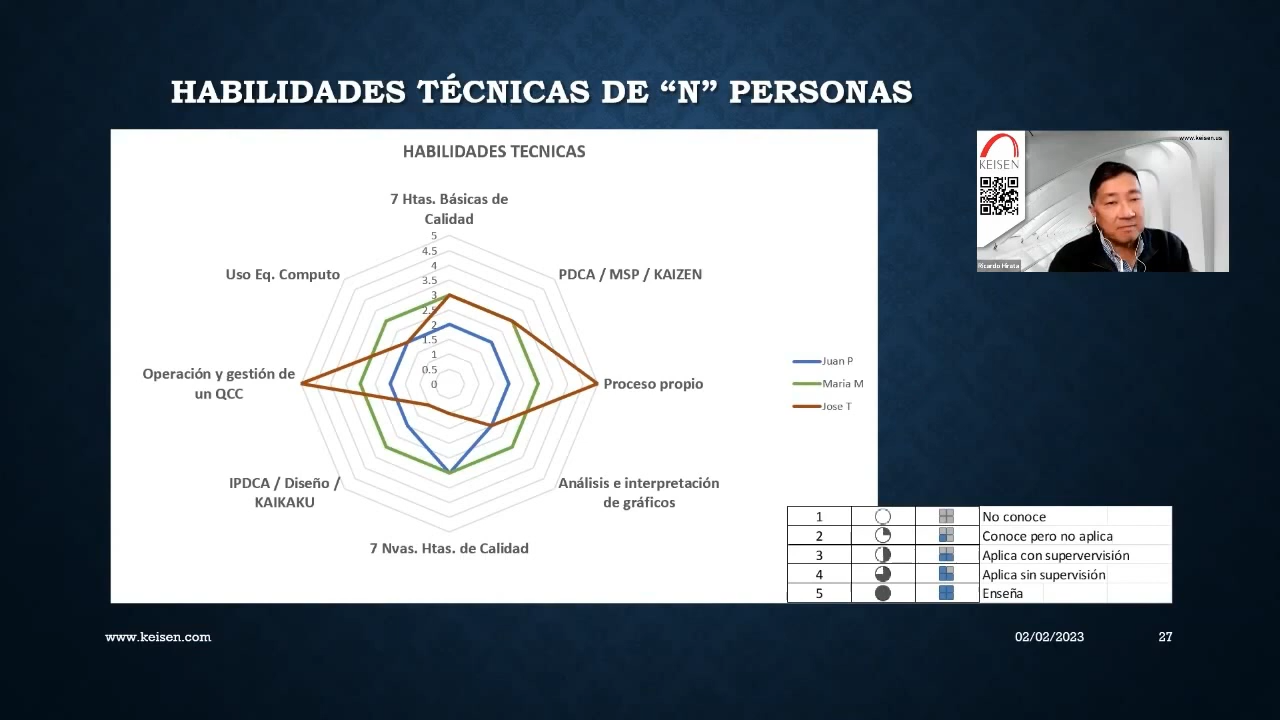 HABILIDADES TÉCNICAS DE “N” PERSONAS
HABILIDADES TECNICAS
7 Htas. Básicas de
Calidad
5
4.5
4
3.5
3
2.5
2
1.5
1
0.5
0
Uso Eq. Computo
PDCA / MSP / KAIZEN
Operación y gestión de
un QCC
Proceso propio
IPDCA / Diseño /
KAIKAKU
Análisis e interpretación
de gráficos
7 Nvas. Htas. de Calidad
Juan P
Maria M
Jose T
www.keisen.us
KEISEN
Ricardo Hirata
1 No conoce
2 Conoce pero no aplica
3 Aplica con supervervisión
4 Aplica sin supervisión
5 Enseña
www.keisen.com
02/02/2023
27